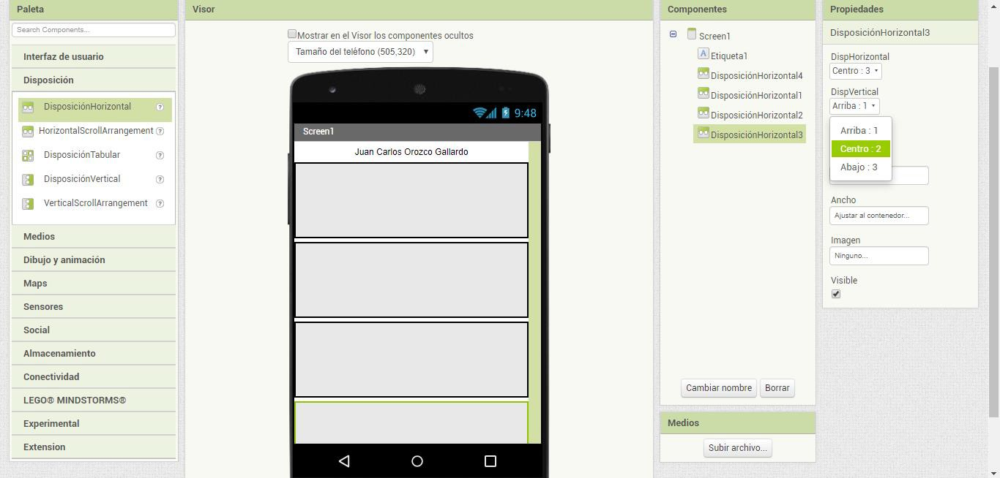 Paleta
Search Components...
Interfaz de usuario
Disposición
DisposiciónHorizontal ?
HorizontalScrollArrangement ?
DisposiciónTabular ?
DisposiciónVertical ?
VerticalScrollArrangement ?
Medios
Dibujo y animación
Maps
Sensores
Social
Almacenamiento
Conectividad
LEGO® MINDSTORMS®
Experimental
Extension
Visor
Mostrar en el Visor los componentes ocultos
Tamaño del teléfono (505,320)
9:48
Screen1
Juan Carlos Orozco Gallardo
Componentes
Screen1
A Etiqueta1
DisposiciónHorizontal4
DisposiciónHorizontal1
DisposiciónHorizontal2
DisposiciónHorizontal3
Cambiar nombre Borrar
Medios
Subir archivo...
Propiedades
DisposiciónHorizontal3
DispHorizontal
Centro : 3
DispVertical
Arriba : 1
Arriba : 1
Centro : 2
Abajo : 3
Ancho
Ajustar al contenedor...
Imagen
Ninguno...
Visible